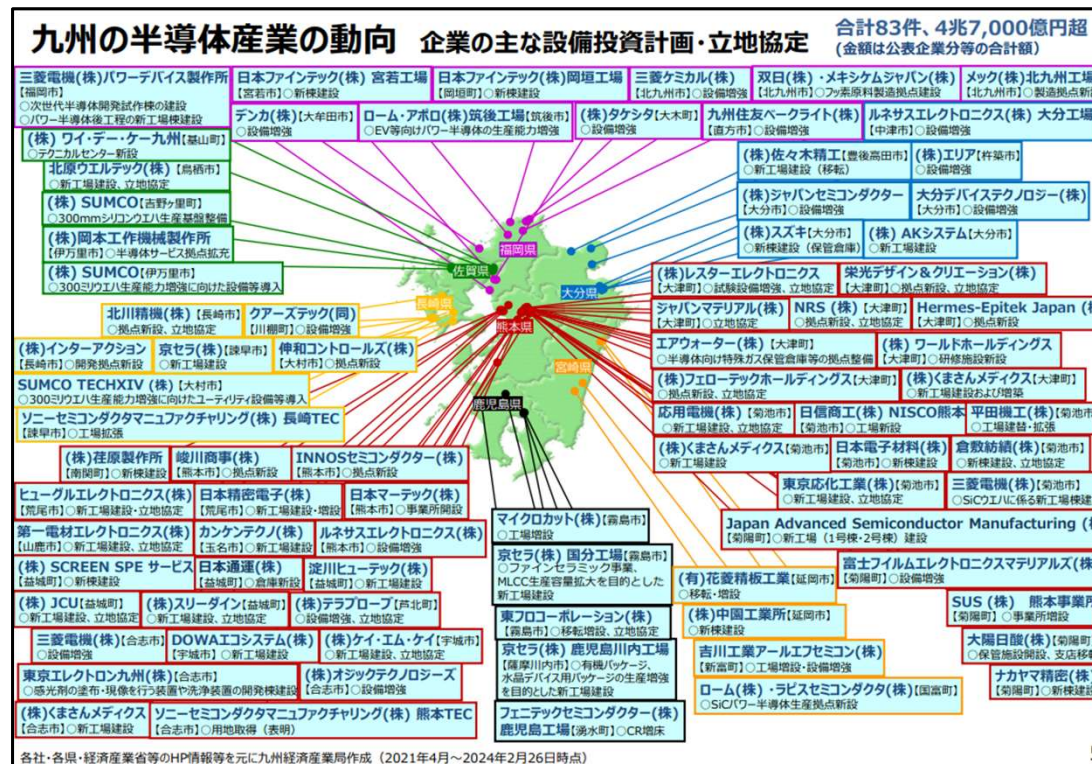 九州の半導体産業の動向 企業の主な設備投資計画・立地協定
合計83件、4兆7,000億円超
(金額は公表企業分等の合計額)
三菱電機(株)パワーデバイス製作所
【福岡市】
○次世代半導体開発試作棟の建設
○パワー半導体後工程の新工場棟建設
日本ファインテック(株) 宮若工場
【宮若市】○新棟建設
日本ファインテック(株) 岡垣工場
【岡垣町】○新棟建設
三菱ケミカル(株)
【北九州市】○設備増強
双日(株)・メキシケムジャパン(株)
【北九州市】○フッ素原料製造拠点建設
メック(株)北九州工場
【北九州市】○製造拠点新設
デンカ(株)【大牟田市】
○設備増強
ローム・アポロ(株)筑後工場【筑後市】
○EV等向けパワー半導体の生産能力増強
(株)タケシタ【大木町】
○設備増強
九州住友ベークライト(株)
【直方市】○設備増強
ルネサスエレクトロニクス(株) 大分工場
【中津市】○設備増強
(株)ワイ・デー・ケー九州【基山町】
○テクニカルセンター新設
北原ウエルテック(株)【鳥栖市】
○新工場建設、立地協定
(株) SUMCO【吉野ヶ里町】
○300mmシリコンウエハ生産基盤整備
(株)岡本工作機械製作所
【伊万里市】○半導体サービス拠点拡充
(株) SUMCO【伊万里市】
○300ミリウエハ生産能力増強に向けた設備等導入
(株)佐々木精工【豊後高田市】
○新工場建設(移転)
(株)エリア【杵築市】
○設備増強
(株)ジャパンセミコンダクター
【大分市】○設備増強
大分デバイステクノロジー(株)
【大分市】○設備増強
(株)スズキ【大分市】
○新棟建設(保管倉庫)
(株) AKシステム【大分市】
○新工場建設
福岡県
佐賀県
長崎県
大分県
熊本県
宮崎県
鹿児島県
北川精機(株)【長崎市】
○拠点新設、立地協定
クアーズテック(同)
【川棚町】○設備増強
(株)インターアクション
【長崎市】○開発拠点新設
京セラ(株)【諫早市】
○新工場建設
伸和コントロールズ(株)
【大村市】○拠点新設
SUMCO TECHXIV (株)【大村市】
○300ミリウエハ生産能力増強に向けたユーティリティ設備等導入
ソニーセミコンダクタマニュファクチャリング(株) 長崎TEC
【諫早市】○工場拡張
(株)レスターエレクトロニクス
【大津町】○試験設備増強、立地協定
栄光デザイン&クリエーション(株)
【大津町】○拠点新設、立地協定
ジャパンマテリアル(株)
【大津町】○立地協定
NRS (株)【大津町】
○拠点新設、立地協定
Hermes-Epitek Japan (
【大津町】○拠点新設
エアウォーター(株)【大津町】
○半導体向け特殊ガス保管倉庫等の拠点整備
(株) ワールドホールディングス
【大津町】○研修施設新設
(株)フェローテックホールディングス【大津町】
○拠点新設、立地協定
(株)くまさんメディクス【大津町】
○新工場建設および増築
応用電機(株)【菊池市】
○新工場建設、立地協定
日信商工(株) NISCO熊本
【菊池市】○工場新設
平田機工(株)【菊池
○工場建替・拡張
(株)くまさんメディクス【菊池市】
○新工場建設
日本電子材料(株)
【菊池市】○新棟建設
倉敷紡績(株)【菊池市】
○新棟建設、立地協定
東京応化工業(株)【菊池市】
○新工場建設、立地協定
三菱電機(株)【菊池市】
○SiCウエハに係る新工場棟建
Japan Advanced Semiconductor Manufacturing (
【菊陽町】○新工場(1号棟・2号棟) 建設
富士フイルムエレクトロニクスマテリアルズ(株)
【菊陽町】○設備増強
SUS (株) 熊本事業所
【菊陽町】○事業所増設
大陽日酸(株)【菊陽町】
○保管施設開設、支店移転
ナカヤマ精密(株)
【菊陽町】○新棟建設
(株)荏原製作所
【南関町】○新棟建設
峻川商事(株)
【熊本市】○拠点新設
INNOSセミコンダクター(株)
【熊本市】○拠点新設
ヒューグルエレクトロニクス(株)
【荒尾市】○新工場建設・立地協定
日本精密電子(株)
【荒尾市】○新工場建設・増設
日本マーテック(株)
【熊本市】○事業所開設
第一電材エレクトロニクス(株)
【山鹿市】○新工場建設、立地協定
カンケンテクノ(株)
【玉名市】○新工場建設
ルネサスエレクトロニクス(株)
【熊本市】○設備増強
(株) SCREEN SPE サービス
【益城町】○新棟建設
日本通運(株)
【益城町】○倉庫新設
淀川ヒューテック(株)
【益城町】○新工場建設
(株) JCU【益城町】
○新工場建設、立地協定
(株)スリーダイン【益城町】
○新工場建設、立地協定
(株)テラプローブ【芦北町】
○設備増強、立地協定
三菱電機(株)【合志市】
○設備増強
DOWAエコシステム(株)
【宇城市】○新工場建設
(株)ケイ・エム・ケイ【宇城市】
○新工場建設、立地協定
東京エレクトロン九州(株)【合志市】
○感光剤の塗布・現像を行う装置や洗浄装置の開発棟建設
(株)オジックテクノロジーズ
【合志市】○設備増強
(株)くまさんメディクス
【合志市】○新工場建設
ソニーセミコンダクタマニュファクチャリング(株) 熊本TEC
【合志市】○用地取得(表明)
マイクロカット(株)【霧島市】
○工場増設
京セラ(株) 国分工場【霧島市】
○ファインセラミック事業、
MLCC生産容量拡大を目的とした
新工場建設
東フロコーポレーション(株)
【霧島市】○移転増設、立地協定
京セラ(株) 鹿児島川内工場
【薩摩川内市】○有機パッケージ、
水晶デバイス用パッケージの生産増強
を目的とした新工場建設
フェニテックセミコンダクター(株)
鹿児島工場【湧水町】○CR増床
(有)花菱精板工業【延岡市】
○移転・増設
(株)中園工業所【延岡市】
○新棟建設
吉川工業アールエフセミコン(株)
【新富町】○工場増設・設備増強
ローム(株)・ラピスセミコンダクタ(株)【国富町】
○SiCパワー半導体生産拠点新設
各社・各県・経済産業省等のHP情報等を元に九州経済産業局作成(2021年4月～2024年2月26日時点)